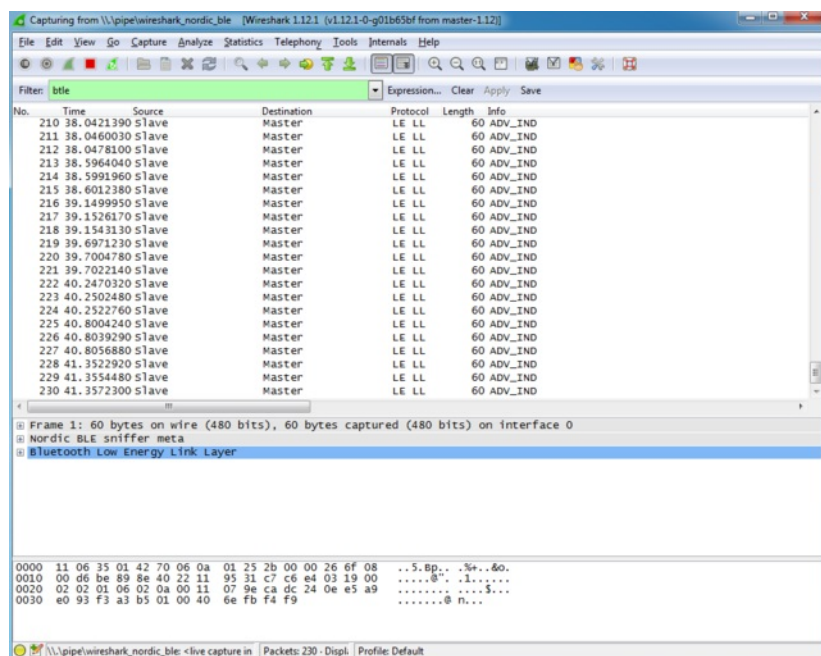 Capturing from \\.\pipe\wireshark_nordic_ble [Wireshark 1.12.1 (v1.12.1-0-g01b65bf from master-1.12)]
File Edit View Go Capture Analyze Statistics Telephony Tools Internals Help
Filter: btle Expression... Clear Apply Save
No. Time Source Destination Protocol Length Info
210 38.0421390 Slave Master LE LL 60 ADV_IND
211 38.0460030 Slave Master LE LL 60 ADV_IND
212 38.0478100 Slave Master LE LL 60 ADV_IND
213 38.5964040 Slave Master LE LL 60 ADV_IND
214 38.5991960 Slave Master LE LL 60 ADV_IND
215 38.6012380 Slave Master LE LL 60 ADV_IND
216 39.1499950 Slave Master LE LL 60 ADV_IND
217 39.1526170 Slave Master LE LL 60 ADV_IND
218 39.1543130 Slave Master LE LL 60 ADV_IND
219 39.6971230 Slave Master LE LL 60 ADV_IND
220 39.7004780 Slave Master LE LL 60 ADV_IND
221 39.7022140 Slave Master LE LL 60 ADV_IND
222 40.2470320 Slave Master LE LL 60 ADV_IND
223 40.2502480 Slave Master LE LL 60 ADV_IND
224 40.2522760 Slave Master LE LL 60 ADV_IND
225 40.8004240 Slave Master LE LL 60 ADV_IND
226 40.8039290 Slave Master LE LL 60 ADV_IND
227 40.8056880 Slave Master LE LL 60 ADV_IND
228 41.3522920 Slave Master LE LL 60 ADV_IND
229 41.3554480 Slave Master LE LL 60 ADV_IND
230 41.3572300 Slave Master LE LL 60 ADV_IND
Frame 1: 60 bytes on wire (480 bits), 60 bytes captured (480 bits) on interface 0
Nordic BLE sniffer meta
Bluetooth Low Energy Link Layer
0000 11 06 35 01 42 70 06 0a 01 25 2b 00 00 26 6f 08 ..5.Bp.. .%+..&o.
0010 00 d6 be 89 8e 40 22 11 95 31 c7 c6 e4 03 19 00 .....@". .1......
0020 02 02 01 06 02 0a 00 11 07 9e ca dc 24 0e e5 a9 ........ ....$...
0030 e0 93 f3 a3 b5 01 00 40 6e fb f4 f9 .......@ n...
\\.\pipe\wireshark_nordic_ble: <live capture in Packets: 230 · Displ Profile: Default